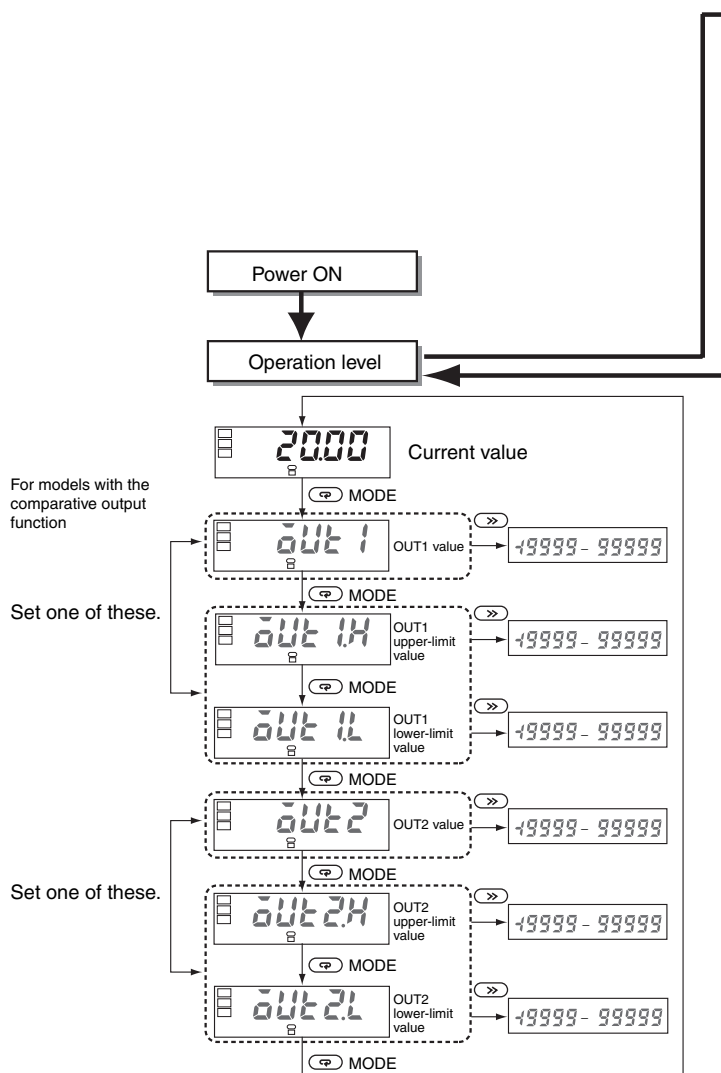 Power ON
Operation level
20.00
Current value
MODE
For models with the
comparative output
function
out 1
OUT1 value
-19999 - 99999
MODE
Set one of these.
out 1.H
OUT1
upper-limit
value
-19999 - 99999
MODE
out 1.L
OUT1
lower-limit
value
-19999 - 99999
MODE
out 2
OUT2 value
-19999 - 99999
MODE
Set one of these.
out 2.H
OUT2
upper-limit
value
-19999 - 99999
MODE
out 2.L
OUT2
lower-limit
value
-19999 - 99999
MODE